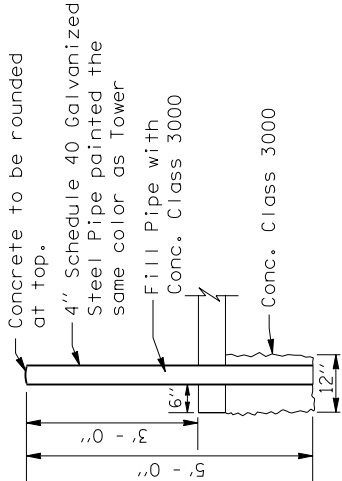 Concrete to be rounded
at top.
4'' Schedule 40 Galvanized
Steel Pipe painted the
same color as Tower
Fill Pipe with
Conc. Class 3000
Conc. Class 3000
6''
12''
3' - 0''
5' - 0''